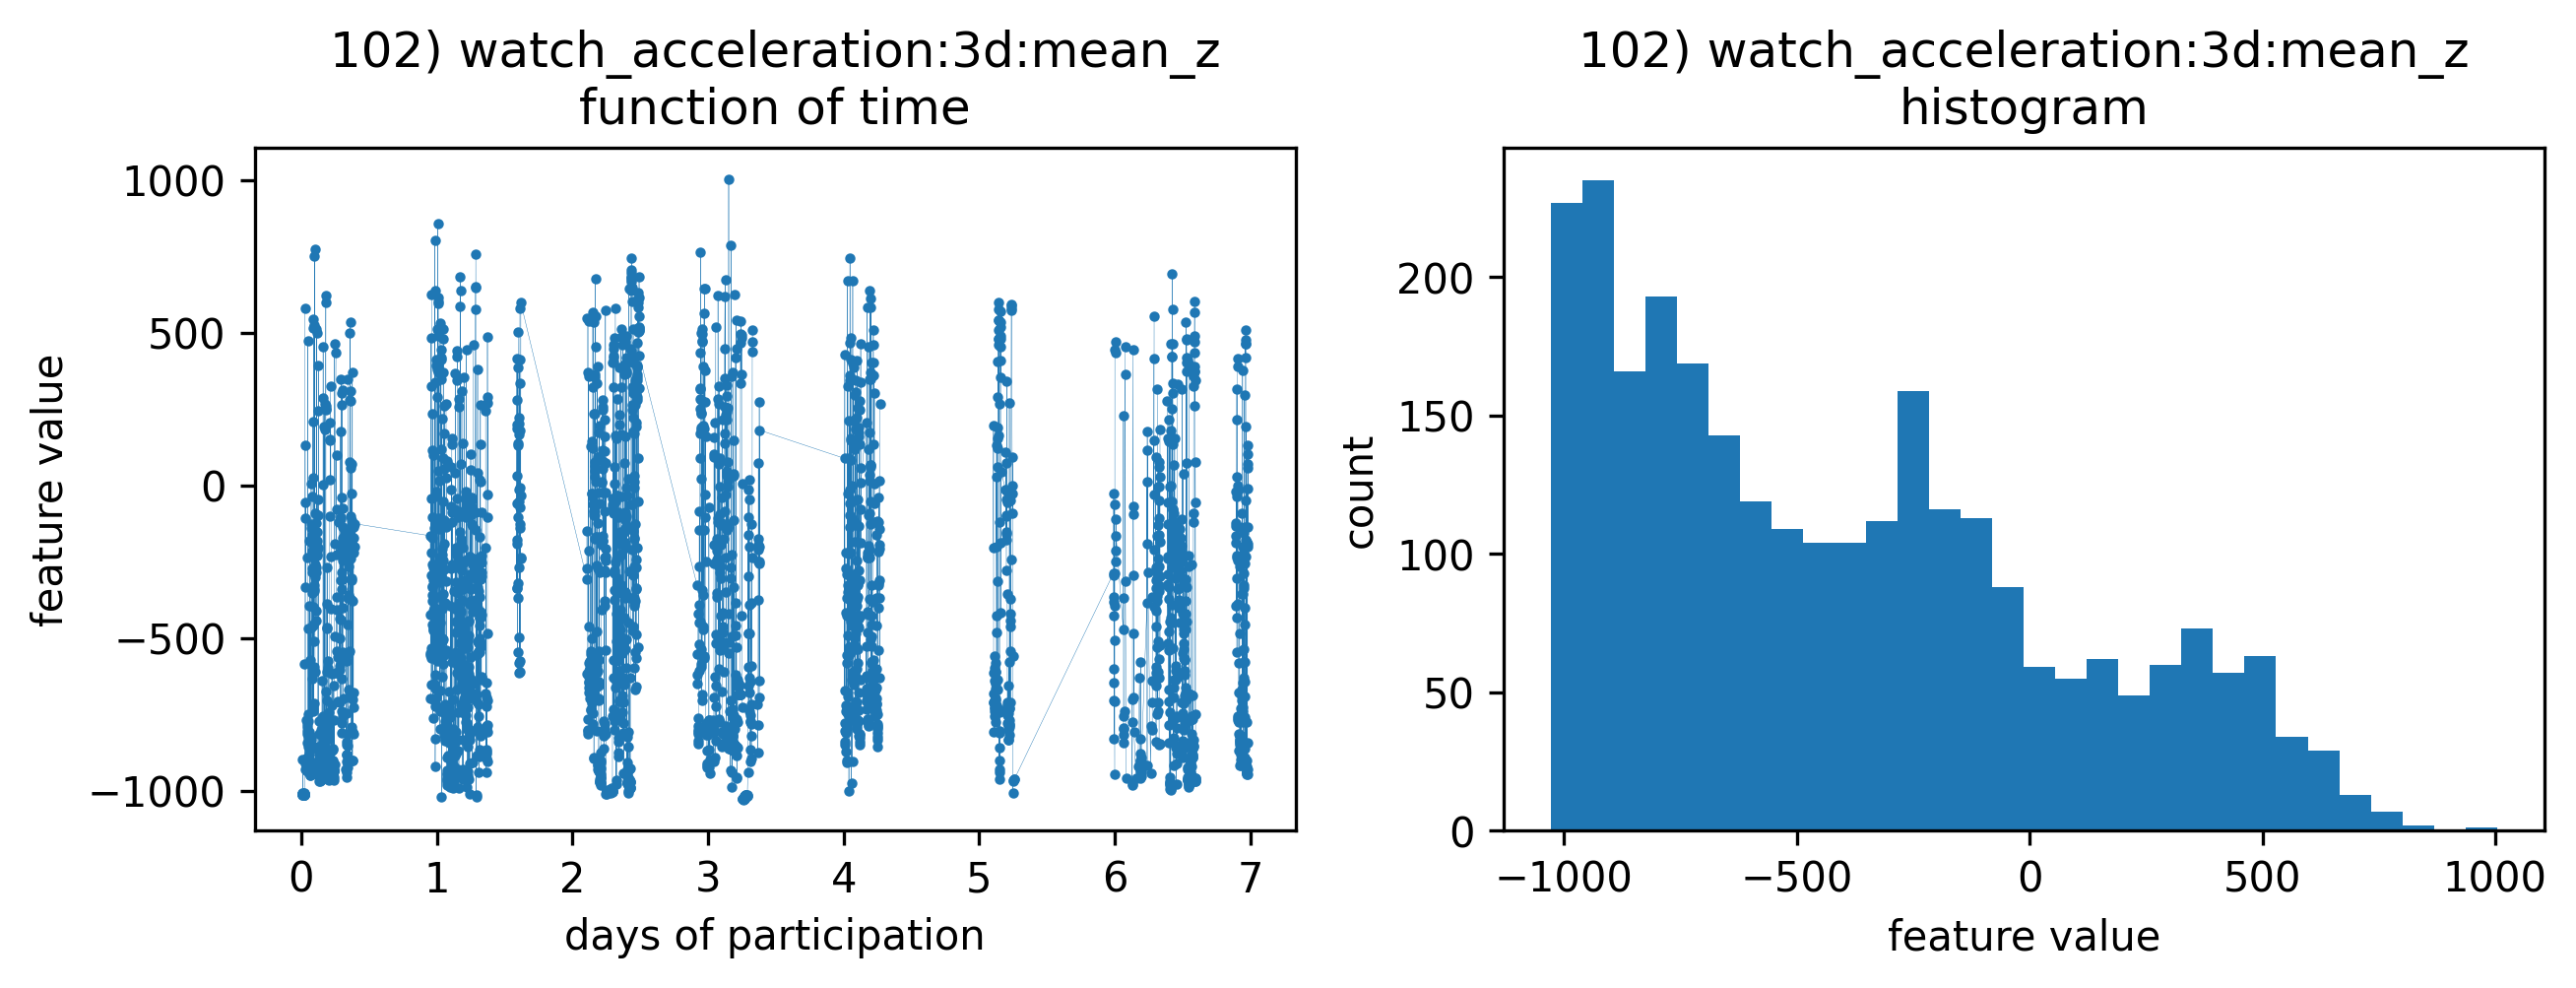 102) watch_acceleration:3d:mean_z
function of time
1000
500
0
−500
−1000
feature value
0 1 2 3 4 5 6 7
days of participation
102) watch_acceleration:3d:mean_z
histogram
200
150
100
50
0
count
−1000 −500 0 500 1000
feature value